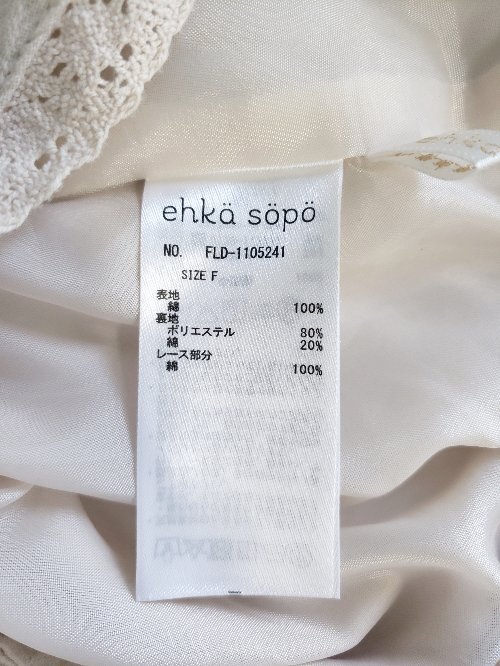 ehkä söpö
NO. FLD-1105241
SIZE F
表地
綿 100%
裏地
ポリエステル 80%
綿 20%
レース部分
綿 100%